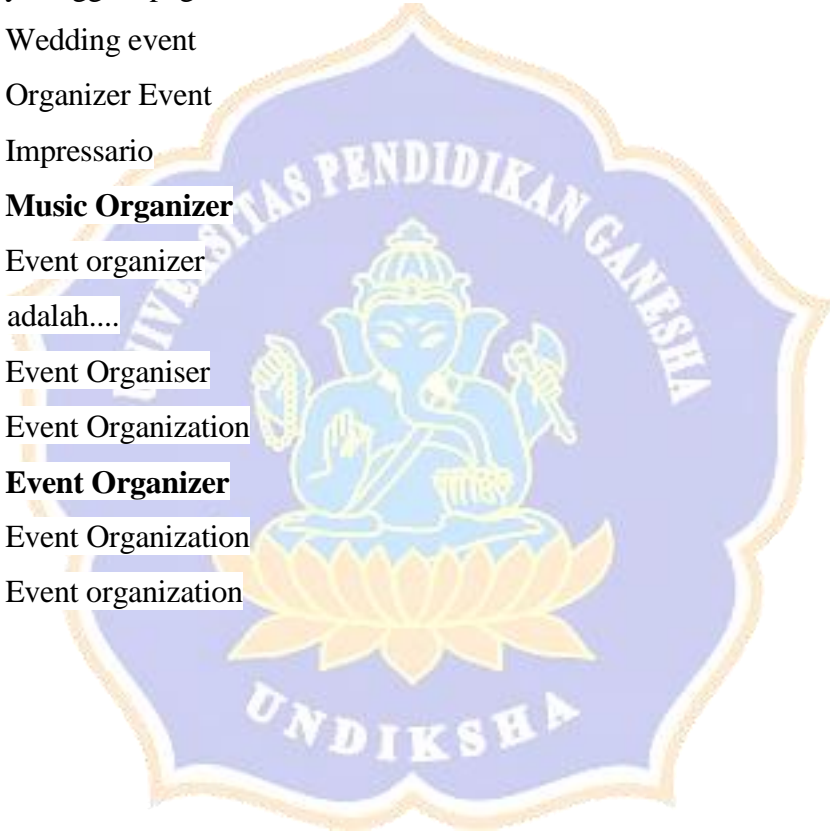 Wedding event
Organizer Event
Impressario
Music Organizer
Event organizer
adalah....
Event Organiser
Event Organization
Event Organizer
Event Organization
Event organization
UNIVERSITAS PENDIDIKAN GANESHA
UNDIKSHA